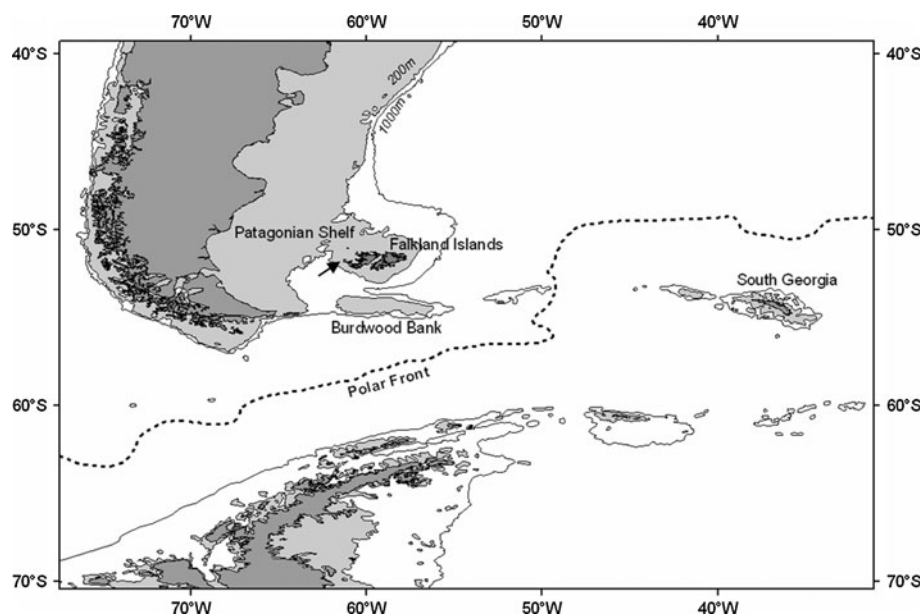 70°W 60°W 50°W 40°W
40°S 40°S
200m
1000m
50°S 50°S
Patagonian Shelf
Falkland Islands
South Georgia
Burdwood Bank
Polar Front
60°S 60°S
70°S 70°S
70°W 60°W 50°W 40°W